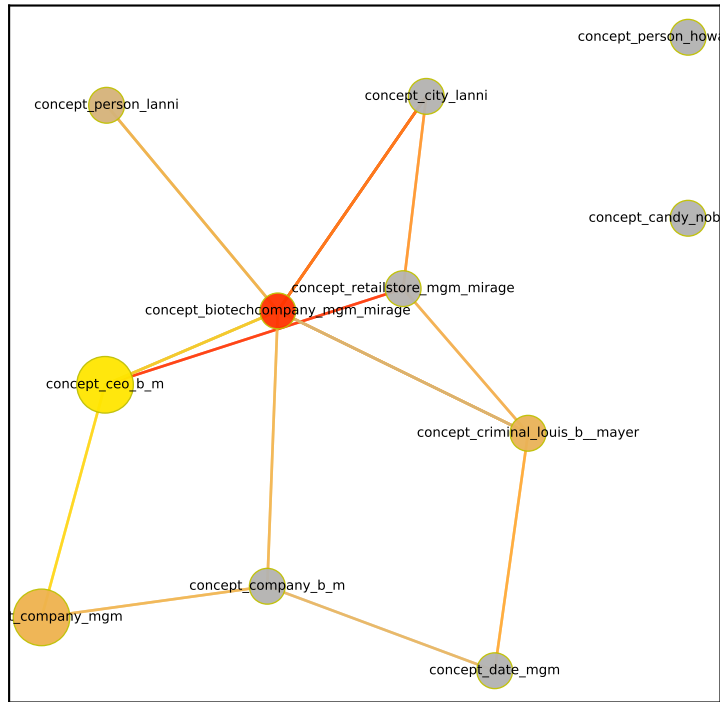 concept_person_howa
concept_city_lanni
concept_person_lanni
concept_candy_nob
concept_retailstore_mgm_mirage
concept_biotechcompany_mgm_mirage
concept_ceo_b_m
concept_criminal_louis_b__mayer
concept_company_b_m
t_company_mgm
concept_date_mgm